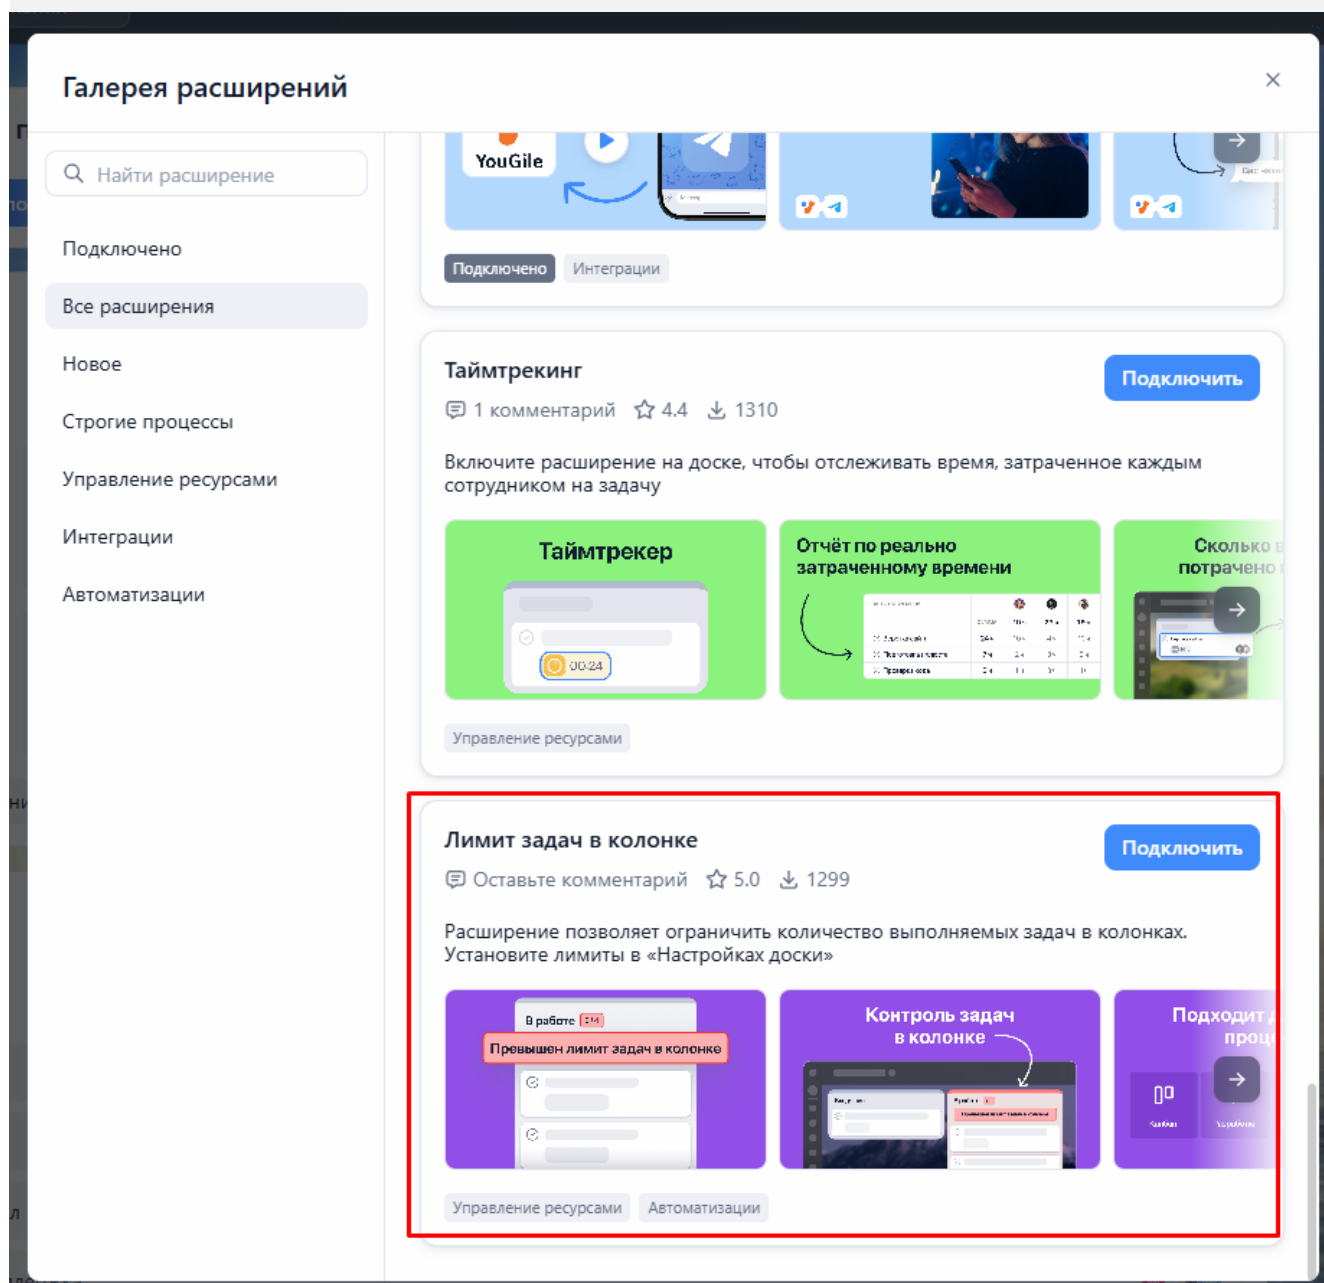 Галерея расширений
Найти расширение
Подключено
Все расширения
Новое
Строгие процессы
Управление ресурсами
Интеграции
Автоматизации
YouGile
Подключено
Интеграции
Таймтрекинг
Подключить
1 комментарий 4.4 1310
Включите расширение на доске, чтобы отслеживать время, затраченное каждым
сотрудником на задачу
Таймтрекер
00:24
Отчёт по реально
затраченному времени
Сколько
потрачено
Управление ресурсами
Лимит задач в колонке
Подключить
Оставьте комментарий 5.0 1299
Расширение позволяет ограничить количество выполняемых задач в колонках.
Установите лимиты в «Настройках доски»
В работе
Превышен лимит задач в колонке
Контроль задач
в колонке
Подходит
Kanban
Управление ресурсами
Автоматизации